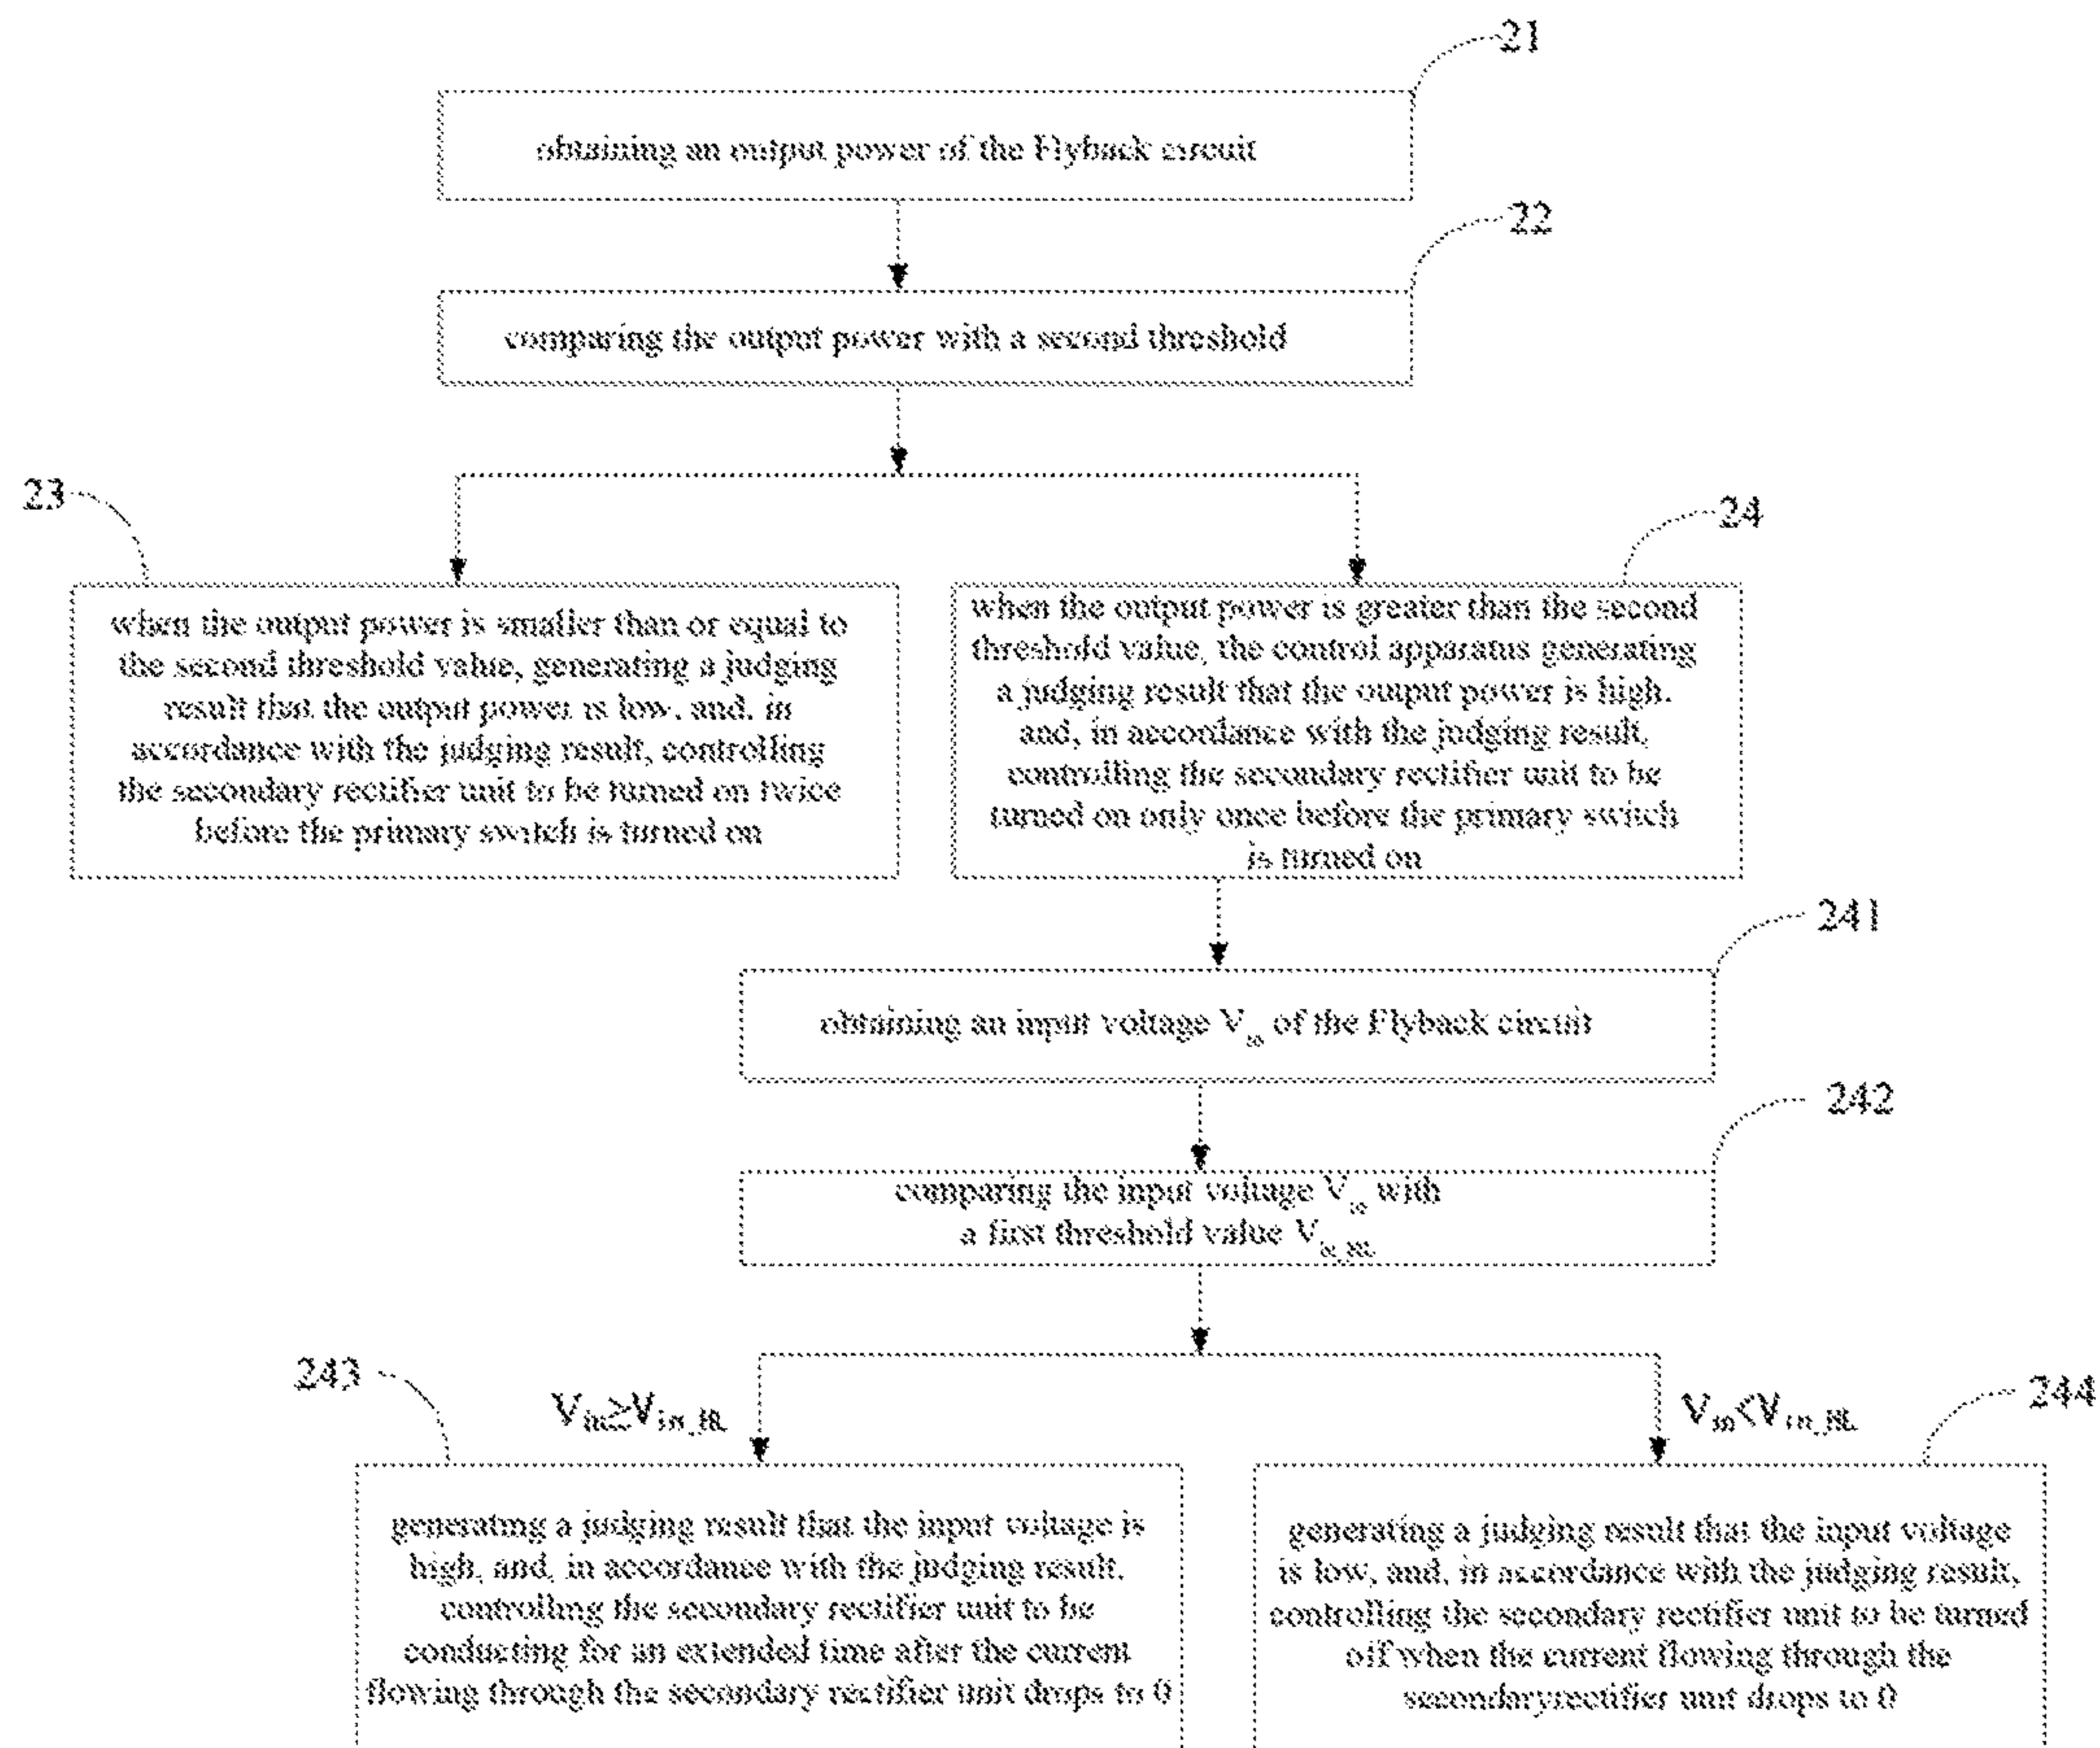 21
obtaining an output power of the Flyback circuit
22
comparing the output power with a second threshold
23
24
when the output power is smaller than or equal to
the second threshold value, generating a judging
result that the output power is low, and, in
accordance with the judging result, controlling
the secondary rectifier unit to be turned on twice
before the primary switch is turned on
when the output power is greater than the second
threshold value, the control apparatus generating
a judging result that the output power is high,
and, in accordance with the judging result,
controlling the secondary rectifier unit to be
turned on only once before the primary switch
is turned on
241
obtaining an input voltage Vin of the Flyback circuit
242
comparing the input voltage Vin with
a first threshold value Vin_BL
243
Vin≥Vin_BL
Vin<Vin_BL
244
generating a judging result that the input voltage is
high, and, in accordance with the judging result,
controlling the secondary rectifier unit to be
conducting for an extended time after the current
flowing through the secondary rectifier unit drops to 0
generating a judging result that the input voltage
is low, and, in accordance with the judging result,
controlling the secondary rectifier unit to be turned
off when the current flowing through the
secondaryrectifier unit drops to 0